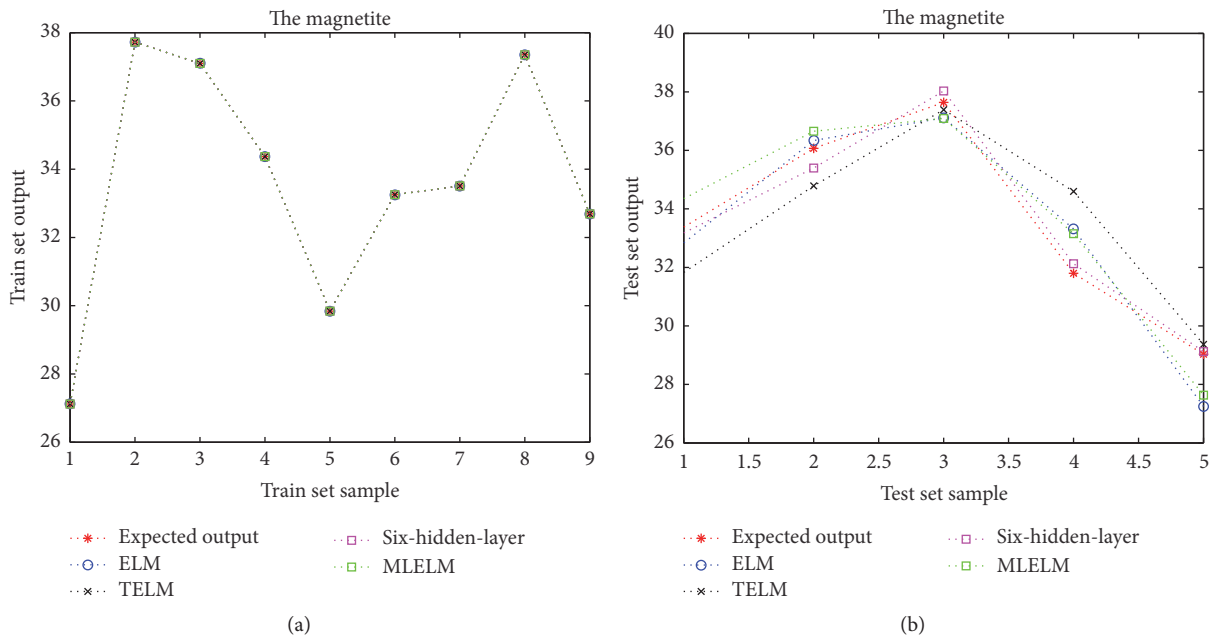 The magnetite
38
36
34
32
30
28
26
Train set output
1 2 3 4 5 6 7 8 9
Train set sample
Expected output
ELM
TELM
Six-hidden-layer
MLELM
(a)
The magnetite
40
38
36
34
32
30
28
26
Test set output
1 1.5 2 2.5 3 3.5 4 4.5 5
Test set sample
Expected output
ELM
TELM
Six-hidden-layer
MLELM
(b)